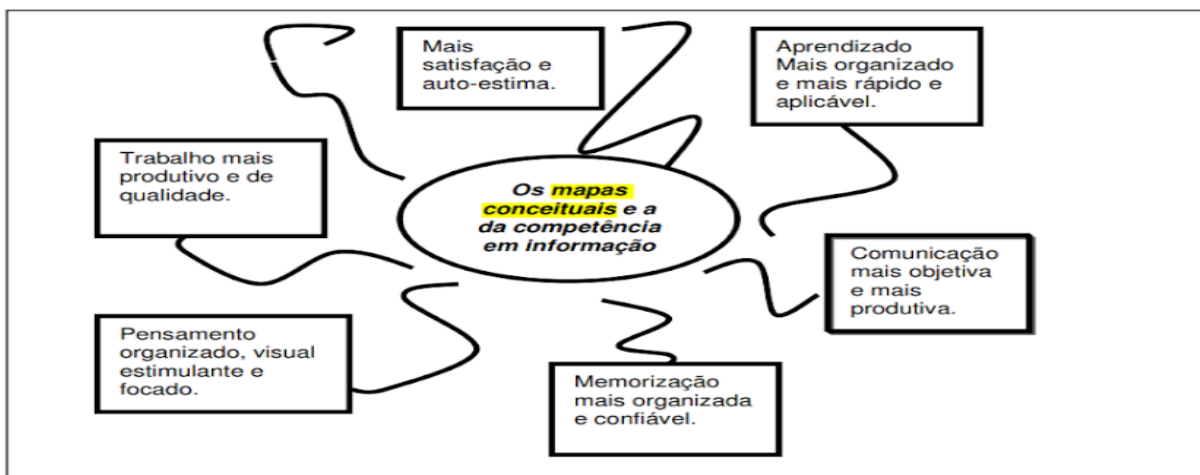 Mais
satisfação e
auto-estima.
Aprendizado
Mais organizado
e mais rápido e
aplicável.
Trabalho mais
produtivo e de
qualidade.
Os mapas
conceituais e a
da competência
em informação
Comunicação
mais objetiva
e mais
produtiva.
Pensamento
organizado, visual
estimulante e
focado.
Memorização
mais organizada
e confiável.